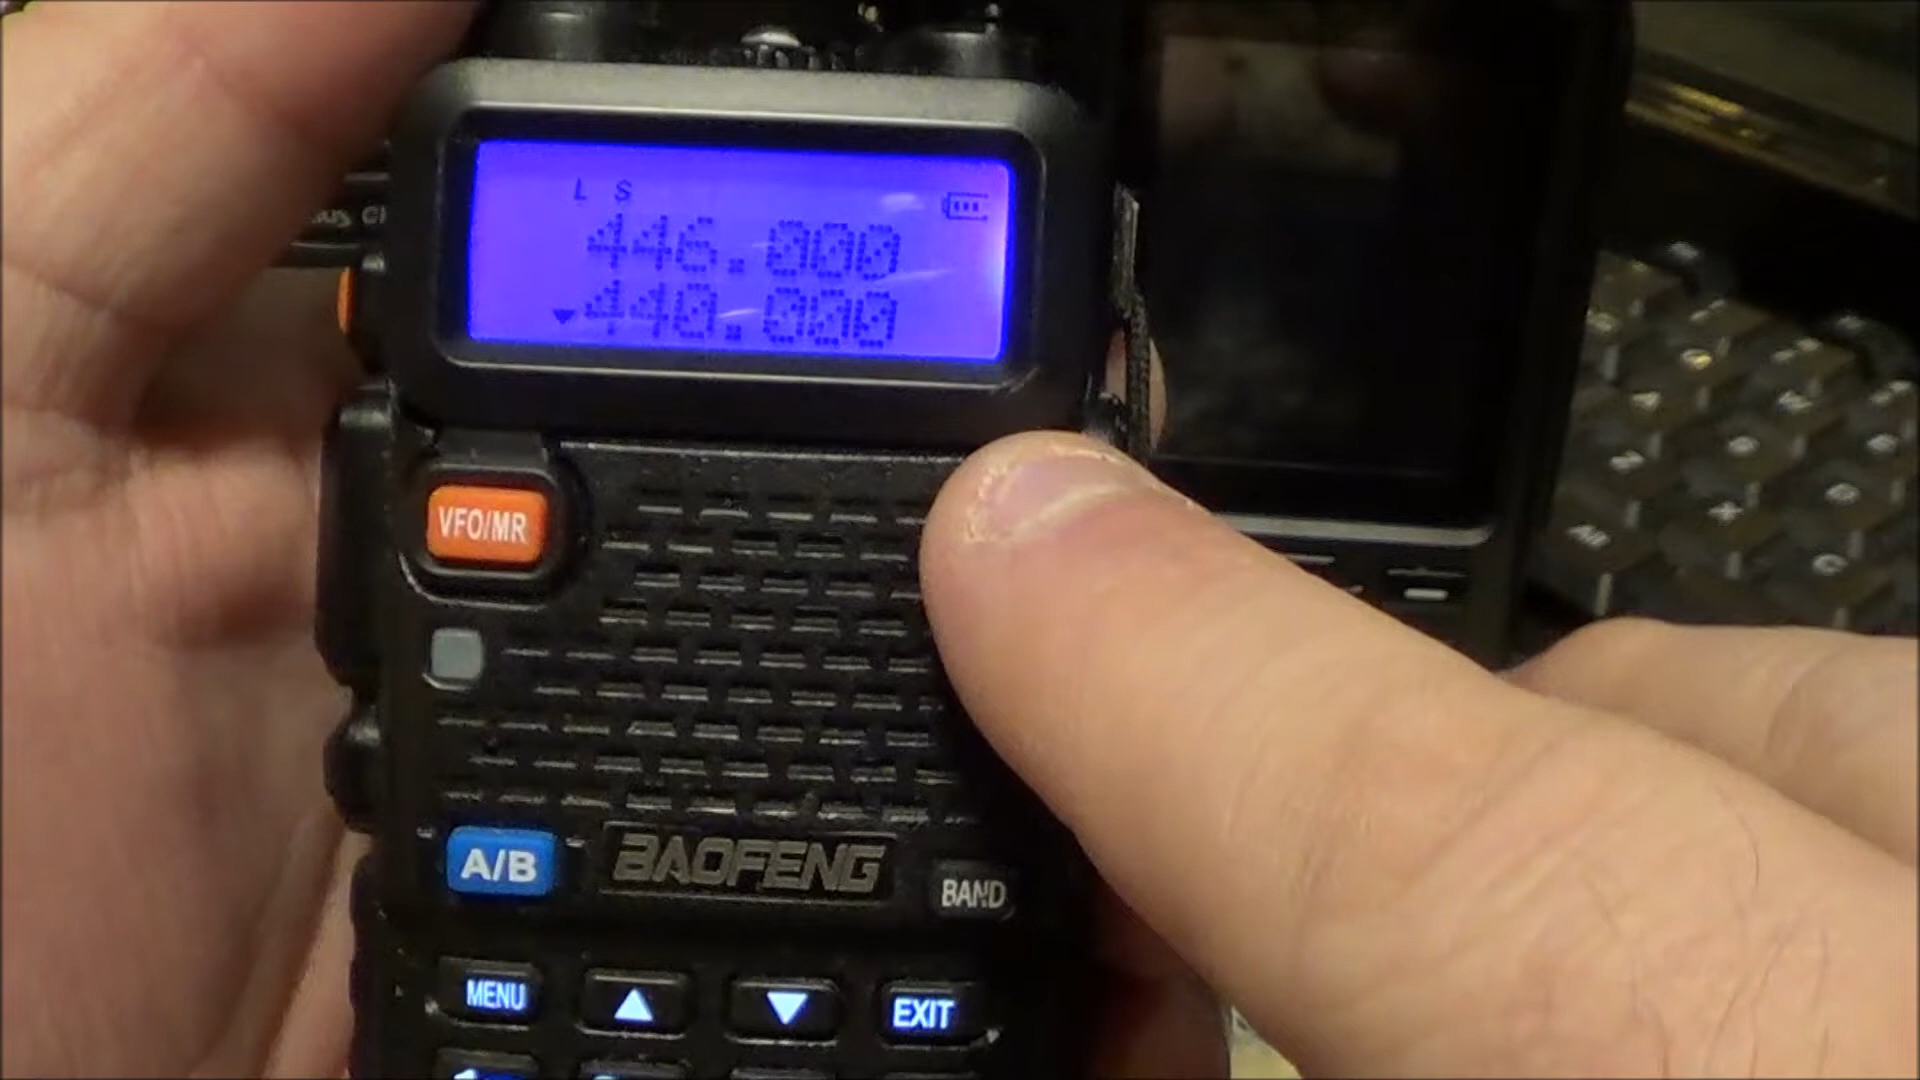 L S
446.000
440.000
VFO/MR
A/B
BAOFENG
BAND
MENU
EXIT